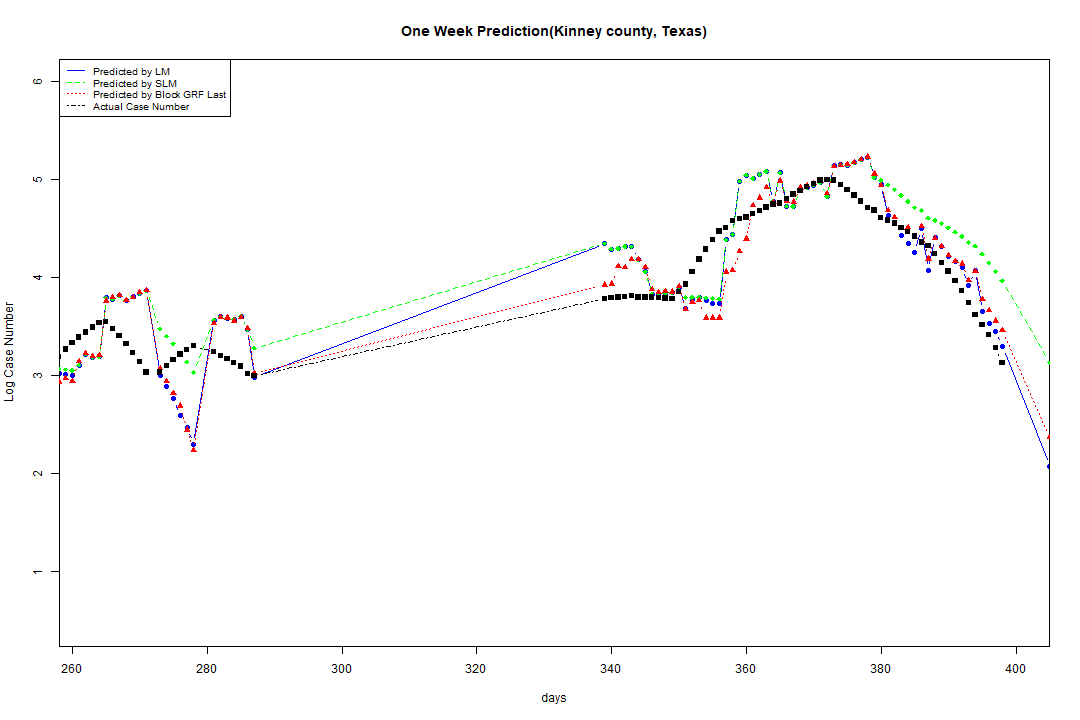 One Week Prediction(Kinney county, Texas)
Predicted by LM
Predicted by SLM
Predicted by Block GRF Last
Actual Case Number
6
5
4
3
2
1
Log Case Number
260 280 300 320 340 360 380 400
days